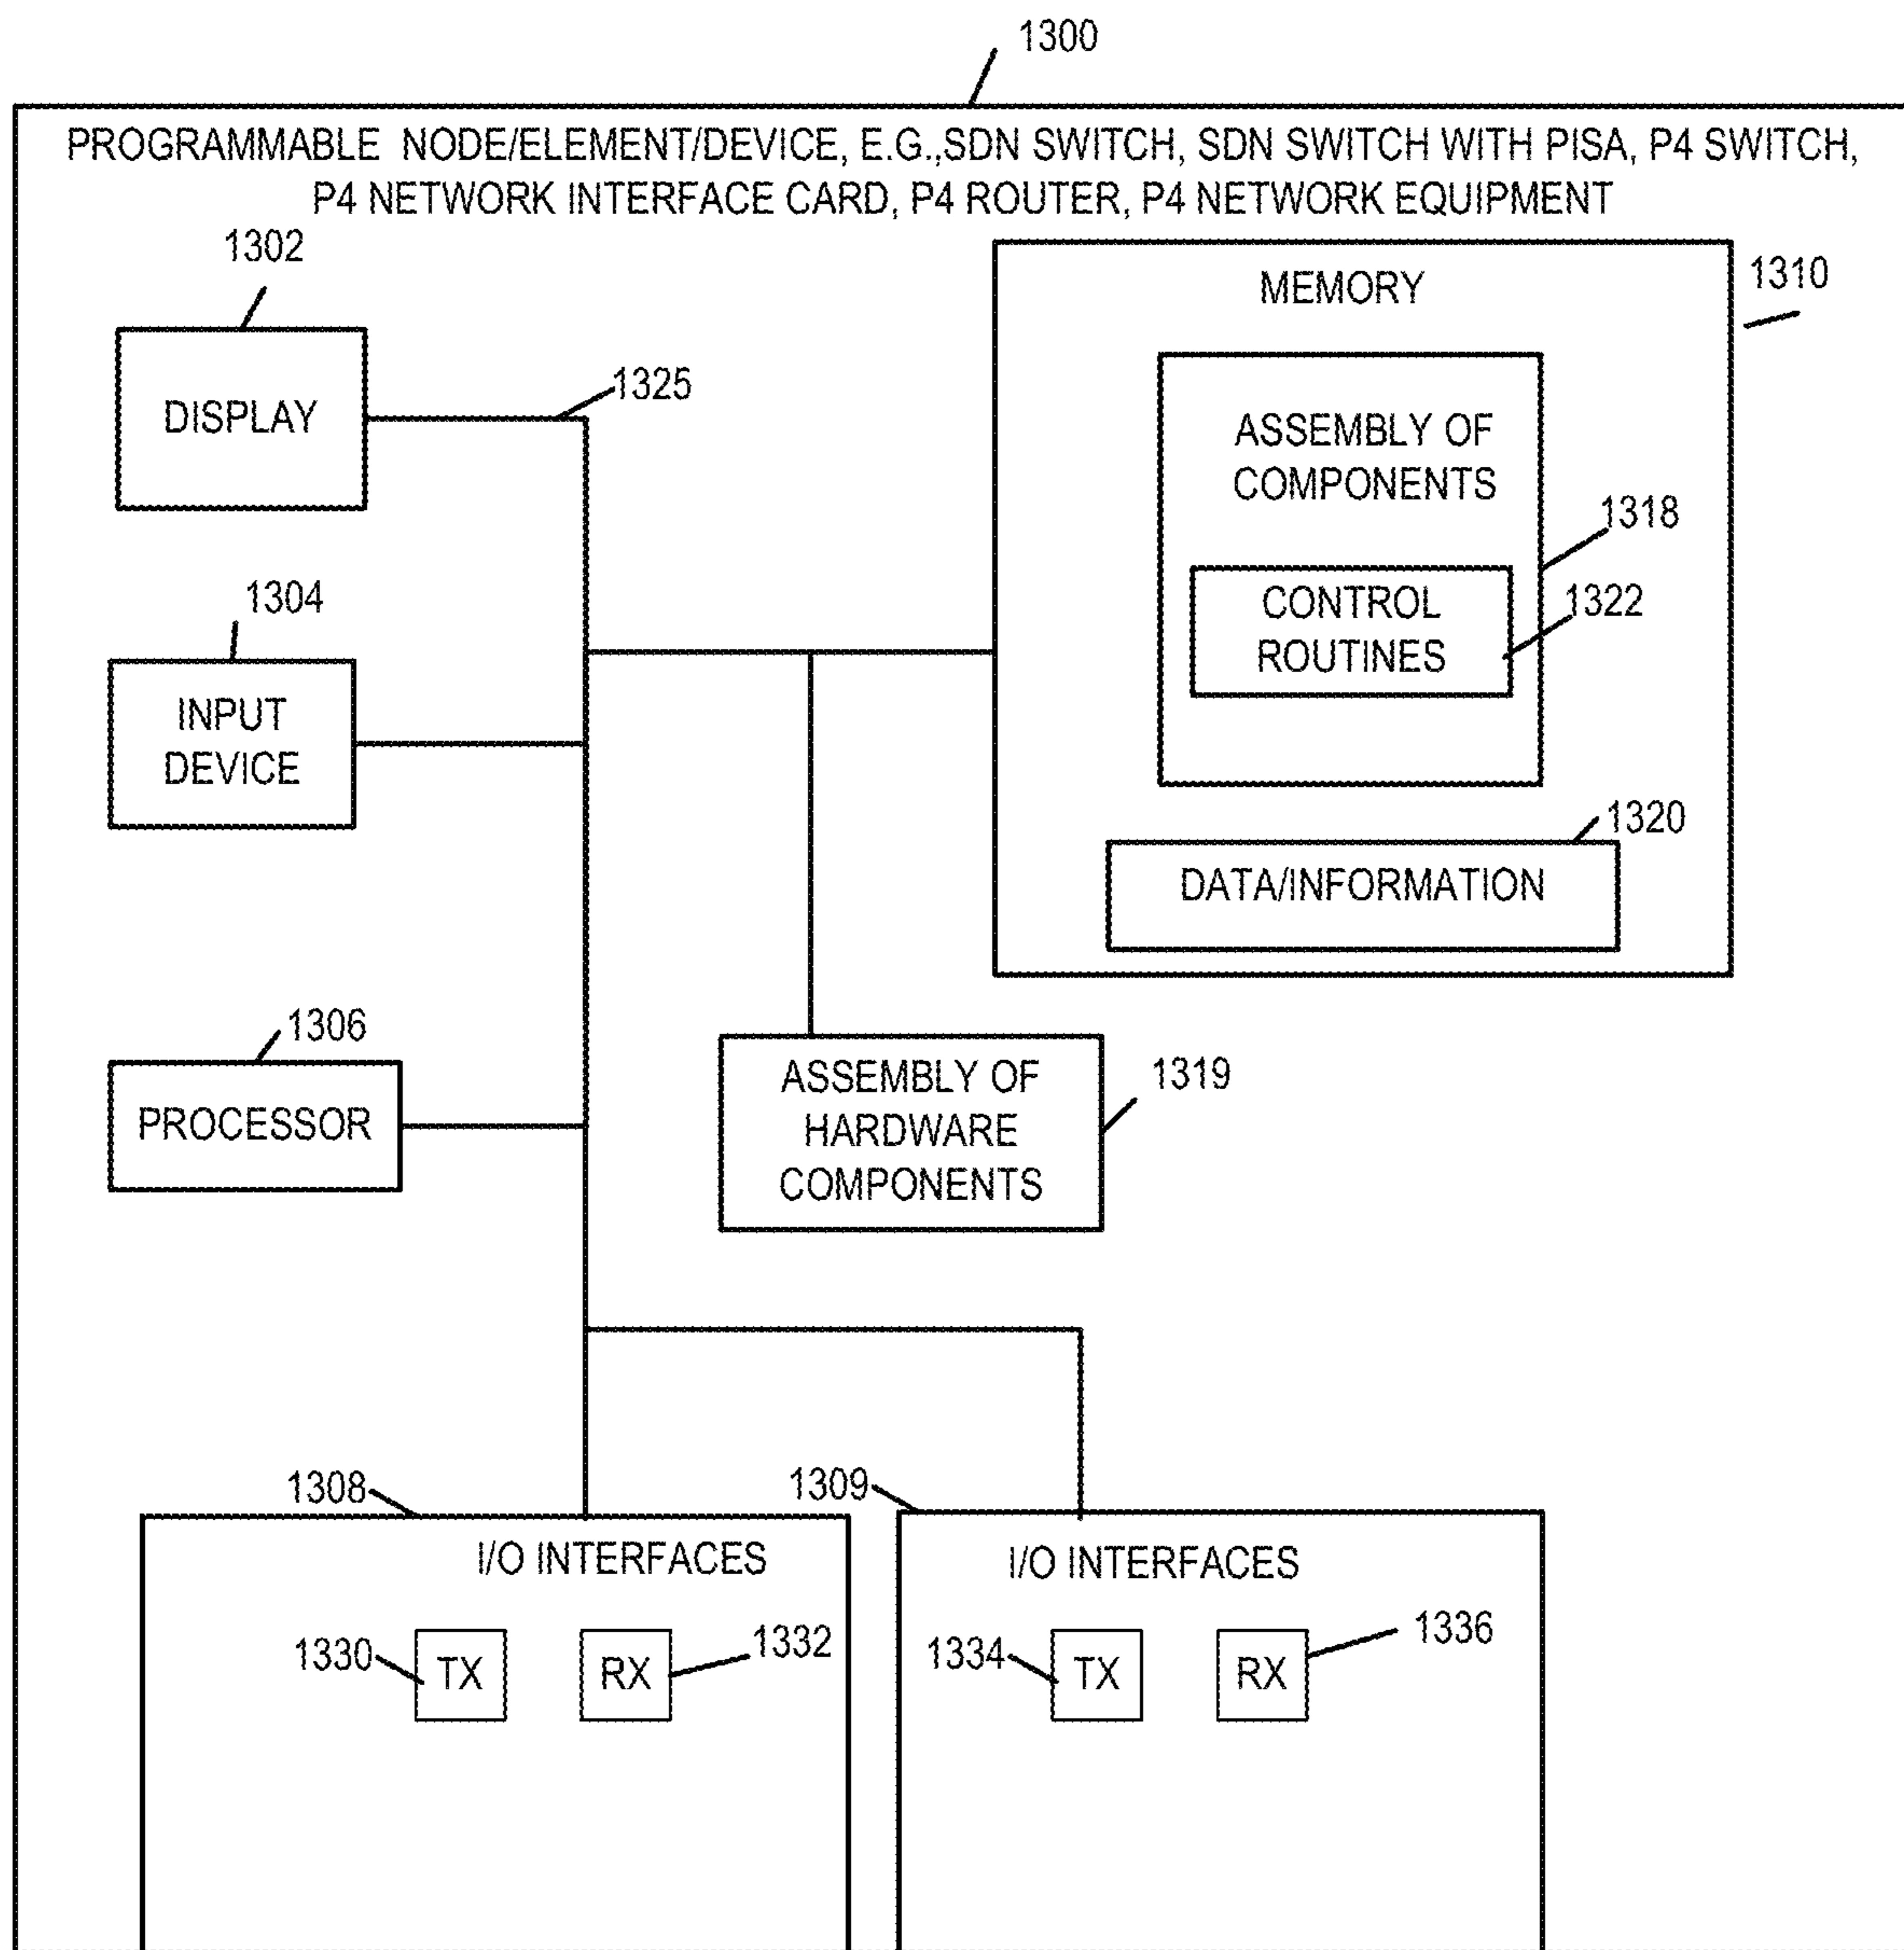 1300
PROGRAMMABLE NODE/ELEMENT/DEVICE, E.G.,SDN SWITCH, SDN SWITCH WITH PISA, P4 SWITCH,
P4 NETWORK INTERFACE CARD, P4 ROUTER, P4 NETWORK EQUIPMENT
1302
DISPLAY
1325
MEMORY
1310
ASSEMBLY OF
COMPONENTS
1318
CONTROL
ROUTINES
1322
1320
DATA/INFORMATION
1304
INPUT
DEVICE
1306
PROCESSOR
ASSEMBLY OF
HARDWARE
COMPONENTS
1319
1308
I/O INTERFACES
1330
TX
RX
1332
1309
I/O INTERFACES
1334
TX
RX
1336